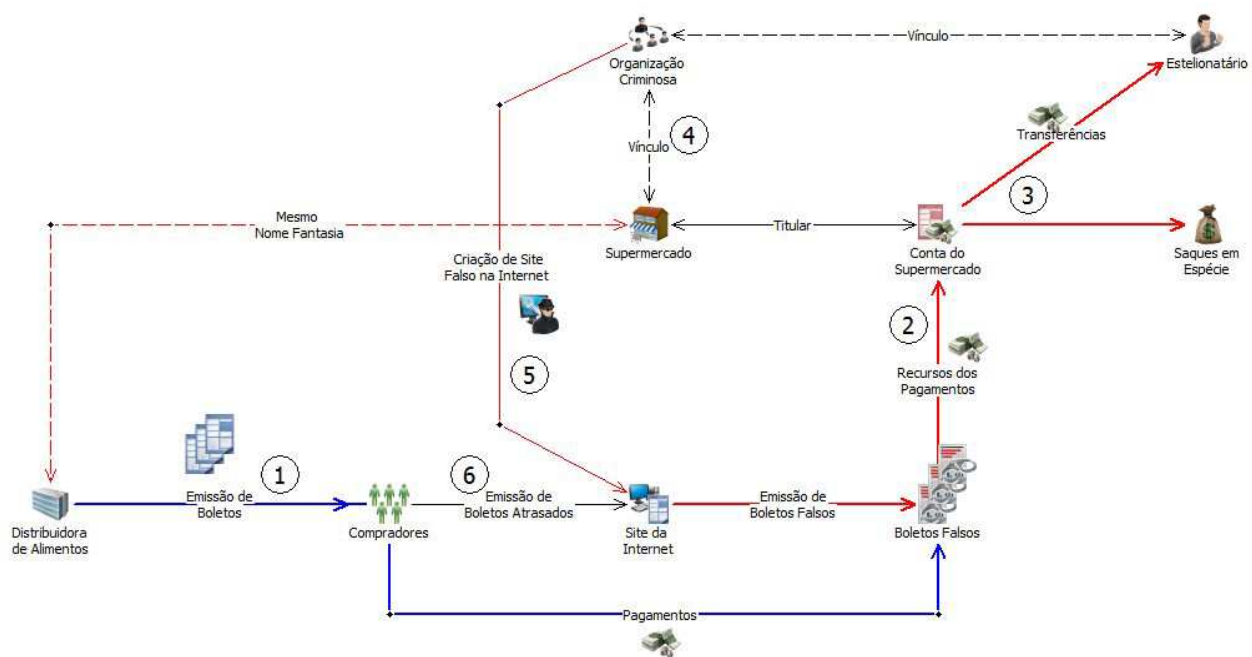 Organização
Criminosa
Vínculo
Estelionatário
4
Vínculo
Transferências
3
Mesmo
Nome Fantasia
Supermercado
Titular
Conta do
Supermercado
Saques em
Espécie
Criação de Site
Falso na Internet
2
5
Recursos dos
Pagamentos
1
6
Emissão de
Boletos
Emissão de
Boletos Atrasados
Emissão de
Boletos Falsos
Distribuidora
de Alimentos
Compradores
Site da
Internet
Boletos Falsos
Pagamentos